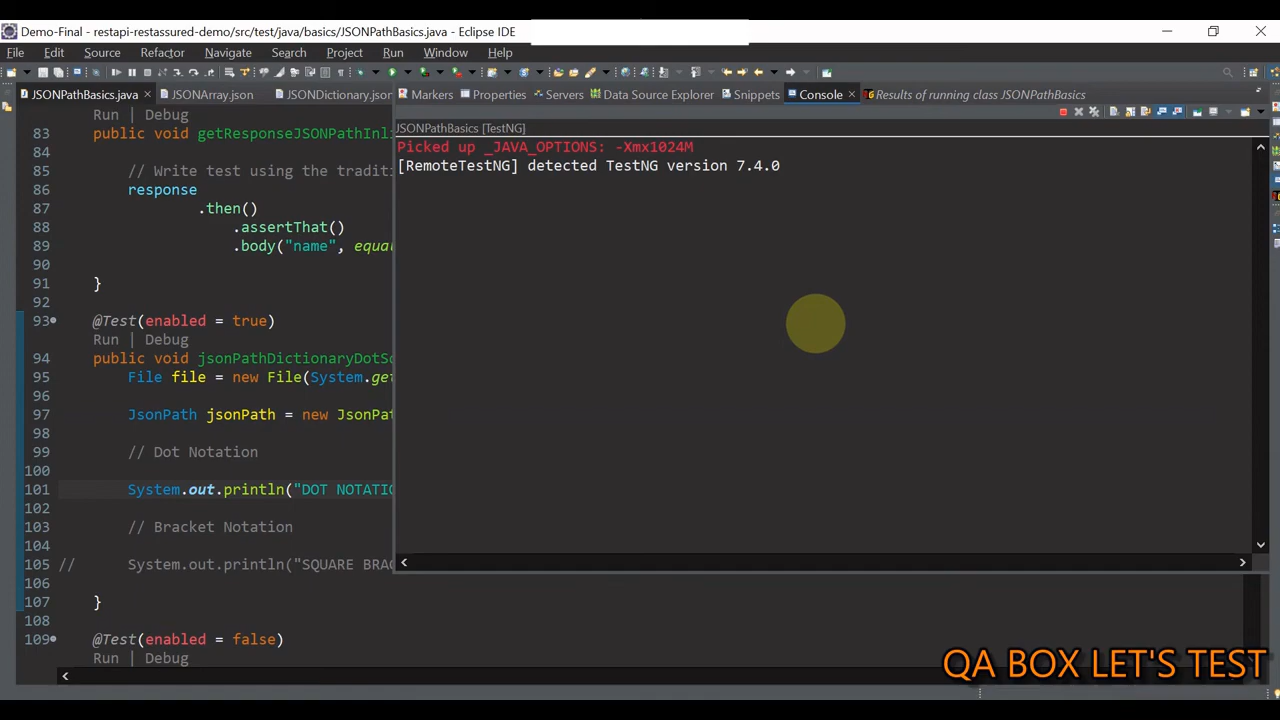 Demo-Final - restapi-restassured-demo/src/test/java/basics/JSONPathBasics.java - Eclipse IDE
File Edit Source Refactor Navigate Search Project Run Window Help
JSONPathBasics.java JSONArray.json JSONDictionary.json Markers Properties Servers Data Source Explorer Snippets Console Results of running class JSONPathBasics
JSONPathBasics [TestNG]
Picked up _JAVA_OPTIONS: -Xmx1024M
[RemoteTestNG] detected TestNG version 7.4.0
Run | Debug
83 public void getResponseJSONPathInli
84
85 // Write test using the traditi
86 response
87 .then()
88 .assertThat()
89 .body("name", equal
90
91 }
92
93 @Test(enabled = true)
Run | Debug
94 public void jsonPathDictionaryDotS
95 File file = new File(System.get
96
97 JsonPath jsonPath = new JsonPat
98
99 // Dot Notation
100
101 System.out.println("DOT NOTATIO
102
103 // Bracket Notation
104
105 // System.out.println("SQUARE BRAC
106
107 }
108
109 @Test(enabled = false)
Run | Debug
QA BOX LET'S TEST